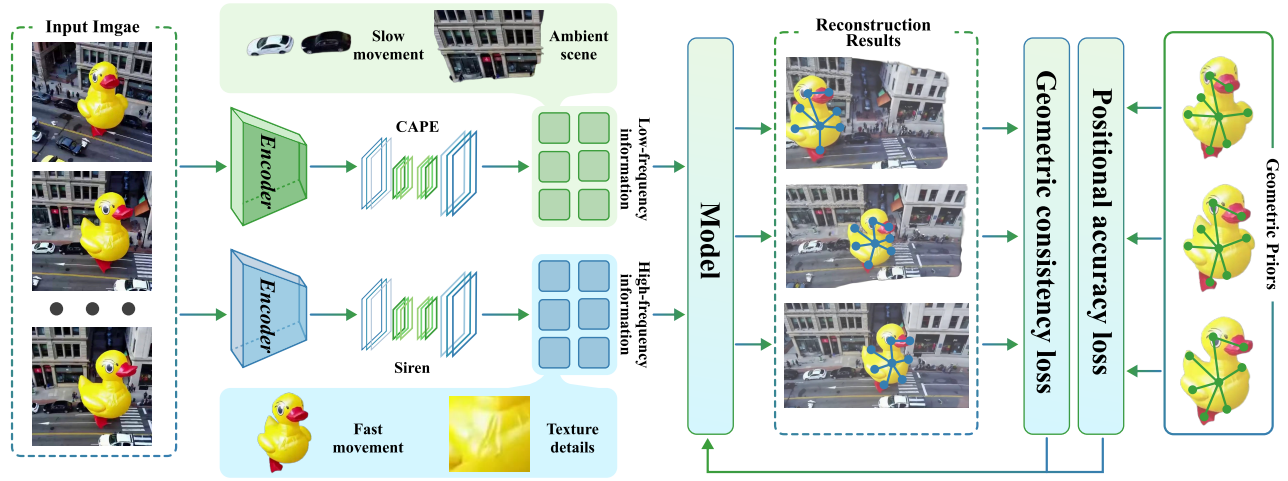 Input Imgae
Slow
movement
Ambient
scene
Encoder
CAPE
Low-frequency
information
Encoder
Siren
High-frequency
information
Fast
movement
Texture
details
Model
Reconstruction
Results
Geometric consistency loss
Positional accuracy loss
Geometric Priors